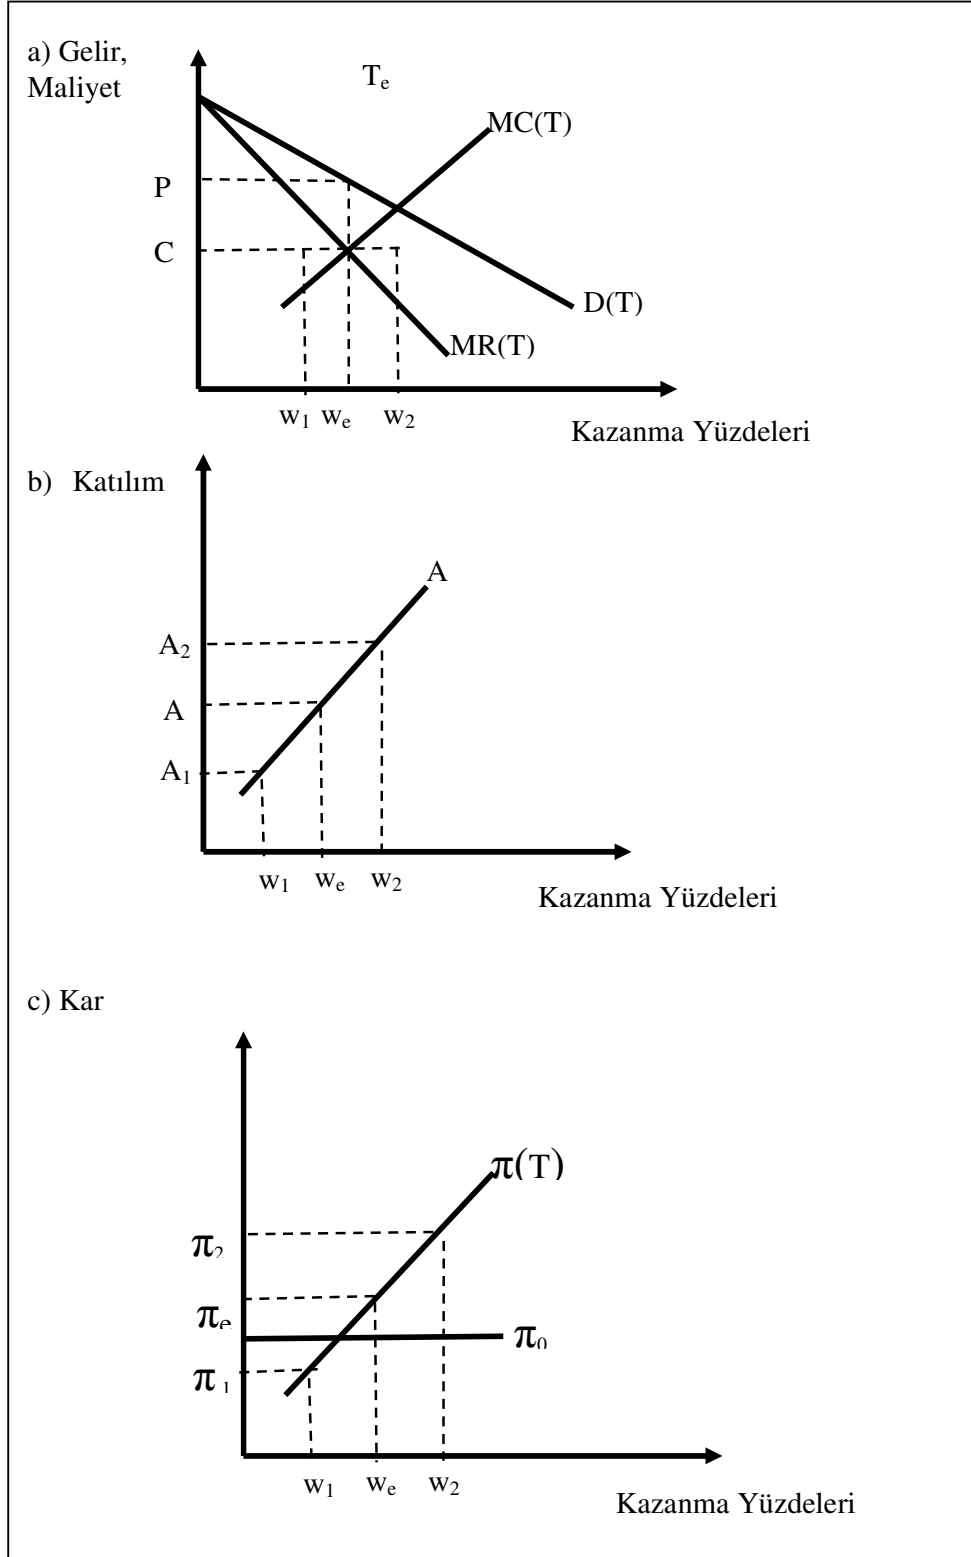 a) Gelir,
Maliyet
Te
MC(T)
P
C
D(T)
MR(T)
w1 we w2
Kazanma Yüzdeleri
b) Katılım
A
A2
A
A1
w1 we w2
Kazanma Yüzdeleri
c) Kar
π(T)
π2
πe
π0
π1
w1 we w2
Kazanma Yüzdeleri